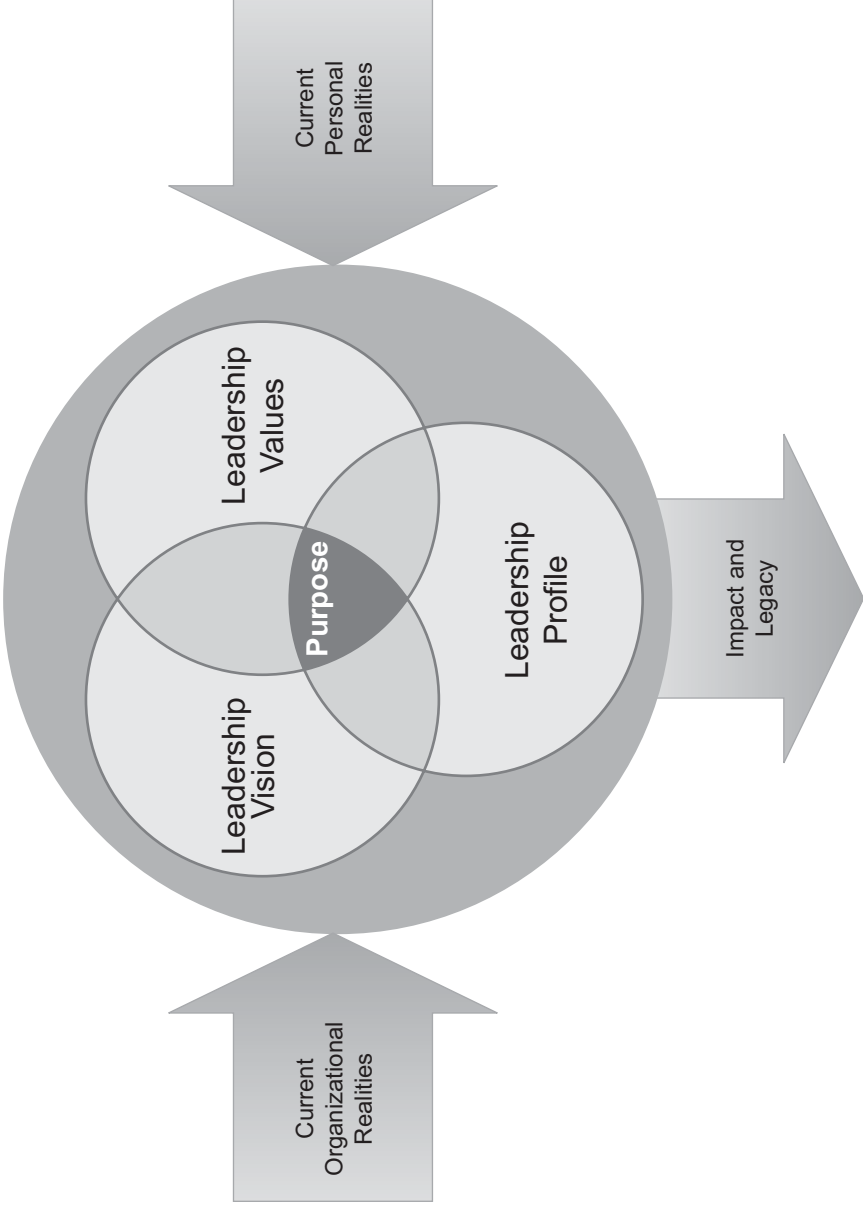 Current
Organizational
Realities
Leadership
Vision
Purpose
Leadership
Values
Leadership
Profile
Current
Personal
Realities
Impact and
Legacy